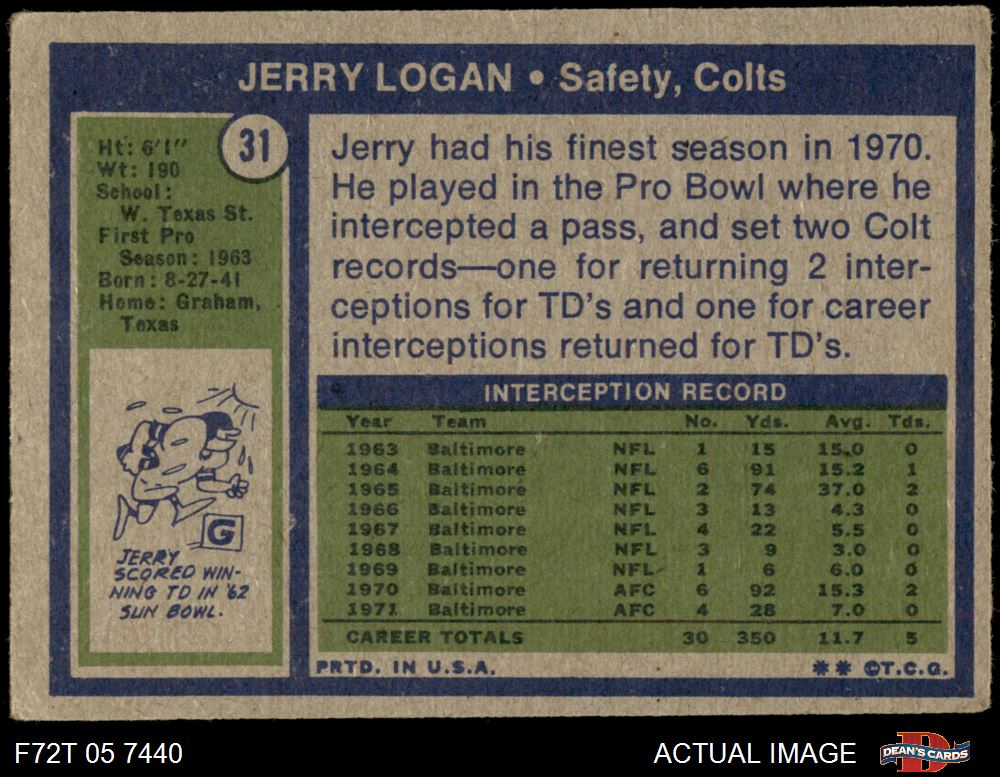 JERRY LOGAN • Safety, Colts
31
Ht: 6'1"
Wt: 190
School:
W. Texas St.
First Pro
Season: 1963
Born: 8-27-41
Home: Graham,
Texas
G
JERRY
SCORED WIN-
NING TD IN '62
SUN BOWL.
Jerry had his finest season in 1970.
He played in the Pro Bowl where he
intercepted a pass, and set two Colt
records—one for returning 2 inter-
ceptions for TD's and one for career
interceptions returned for TD's.
INTERCEPTION RECORD
Year Team No. Yds. Avg. Tds.
1963 Baltimore NFL 1 15 15.0 0
1964 Baltimore NFL 6 91 15.2 1
1965 Baltimore NFL 2 74 37.0 2
1966 Baltimore NFL 3 13 4.3 0
1967 Baltimore NFL 4 22 5.5 0
1968 Baltimore NFL 3 9 3.0 0
1969 Baltimore NFL 1 6 6.0 0
1970 Baltimore AFC 6 92 15.3 2
1971 Baltimore AFC 4 28 7.0 0
CAREER TOTALS 30 350 11.7 5
PRTD. IN U.S.A. ** ©T.C.G.
F72T 05 7440 ACTUAL IMAGE DEAN'S CARDS